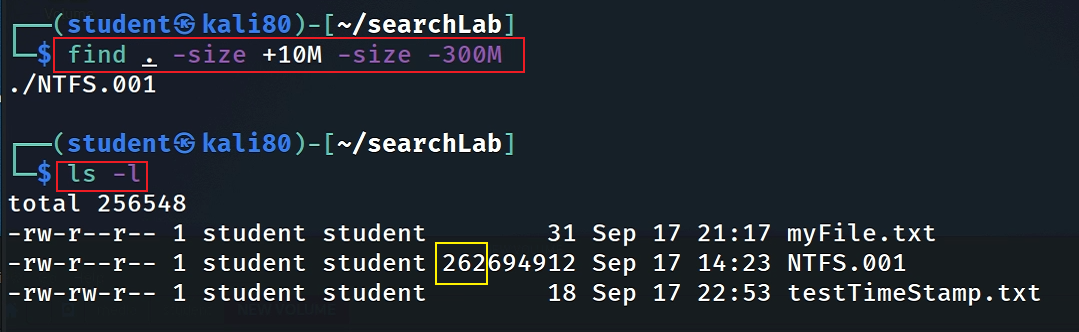 ┌──(student㉿kali80)-[~/searchLab]
└─$ find . -size +10M -size -300M
./NTFS.001
┌──(student㉿kali80)-[~/searchLab]
└─$ ls -l
total 256548
-rw-r--r-- 1 student student        31 Sep 17 21:17 myFile.txt
-rw-r--r-- 1 student student 262694912 Sep 17 14:23 NTFS.001
-rw-rw-r-- 1 student student        18 Sep 17 22:53 testTimeStamp.txt
NEW VOLUME